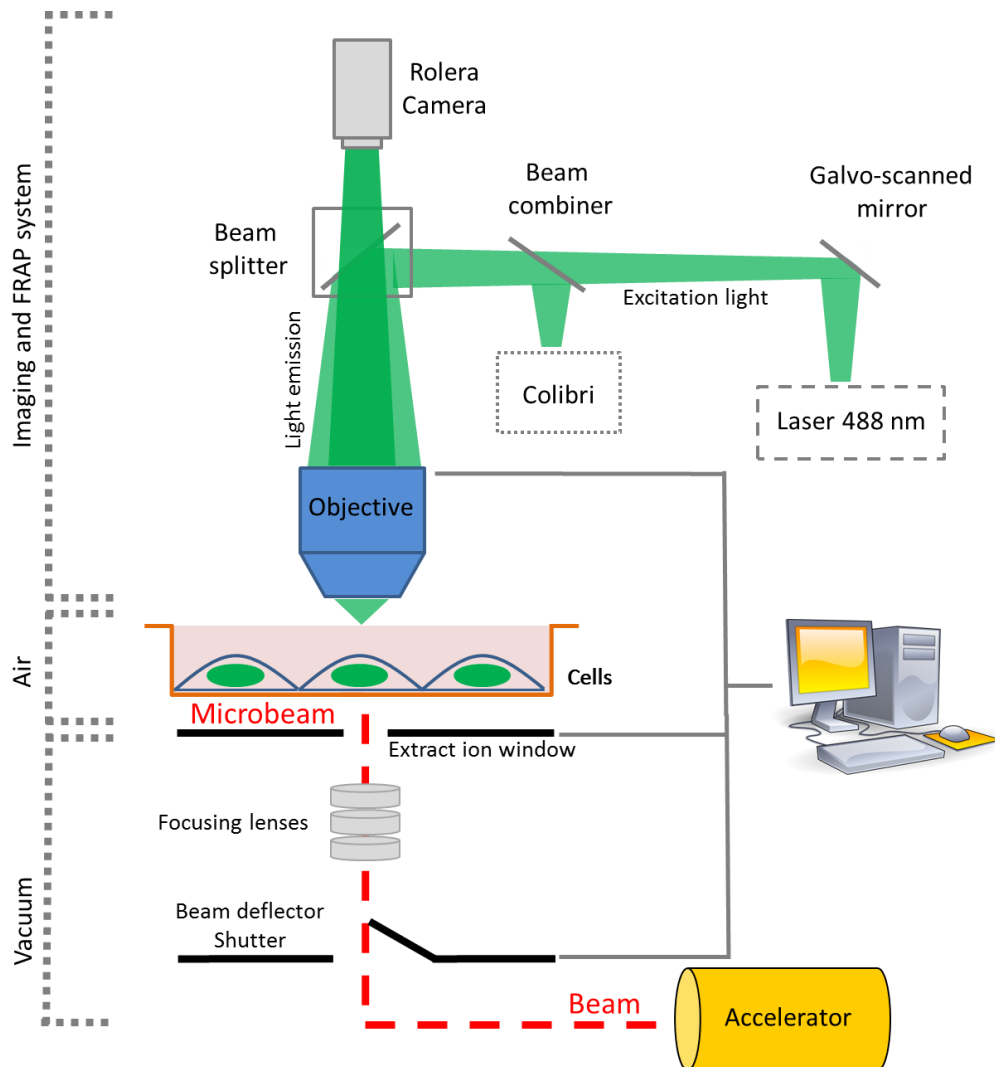 Rolera
Camera
Beam
combiner
Galvo-scanned
mirror
Beam
splitter
Excitation light
Light emission
Colibri
Laser 488 nm
Imaging and FRAP system
Objective
Air
Cells
Microbeam
Extract ion window
Focusing lenses
Vacuum
Beam deflector
Shutter
Beam
Accelerator